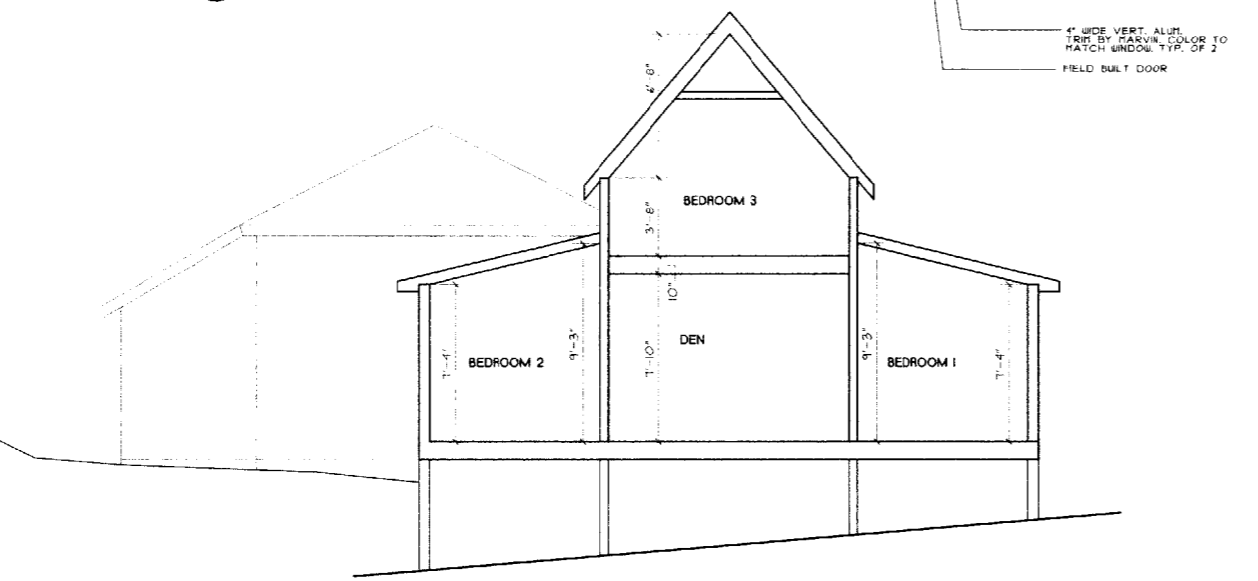 4" WIDE VERT. ALUM.
TRIM BY MARVIN. COLOR TO
MATCH WINDOW. TYP. OF 2
FIELD BUILT DOOR
6'-8"
BEDROOM 3
3'-8"
10"
DEN
7'-10"
9'-3"
9'-3"
7'-4"
7'-4"
BEDROOM 2
BEDROOM 1